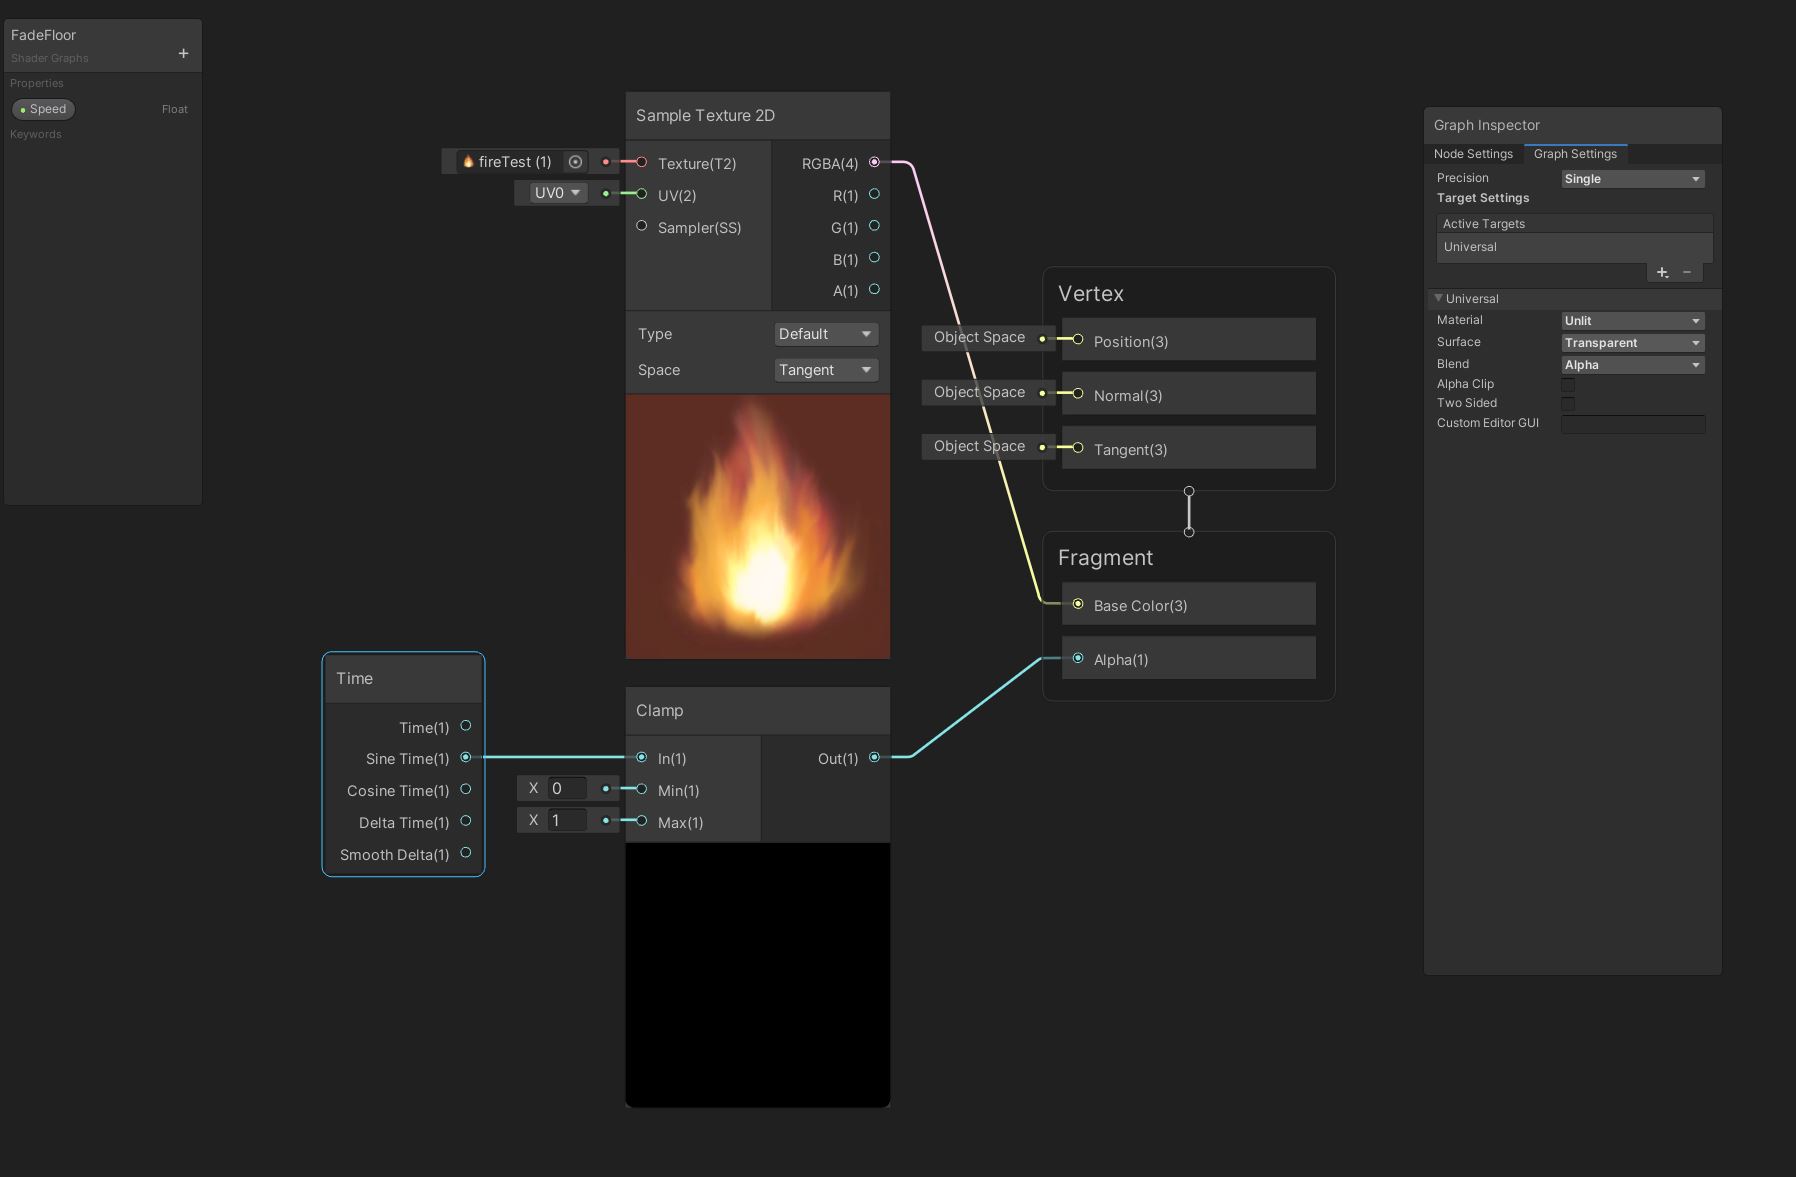 FadeFloor
Shader Graphs
+
Properties
Speed Float
Keywords
Sample Texture 2D
fireTest (1)
Texture(T2) RGBA(4)
UV0
UV(2) R(1)
Sampler(SS) G(1)
B(1)
A(1)
Type Default
Space Tangent
Time
Time(1)
Sine Time(1)
Cosine Time(1)
Delta Time(1)
Smooth Delta(1)
Clamp
In(1) Out(1)
X 0 Min(1)
X 1 Max(1)
Vertex
Object Space Position(3)
Object Space Normal(3)
Object Space Tangent(3)
Fragment
Base Color(3)
Alpha(1)
Graph Inspector
Node Settings Graph Settings
Precision Single
Target Settings
Active Targets
Universal
+ −
Universal
Material Unlit
Surface Transparent
Blend Alpha
Alpha Clip
Two Sided
Custom Editor GUI